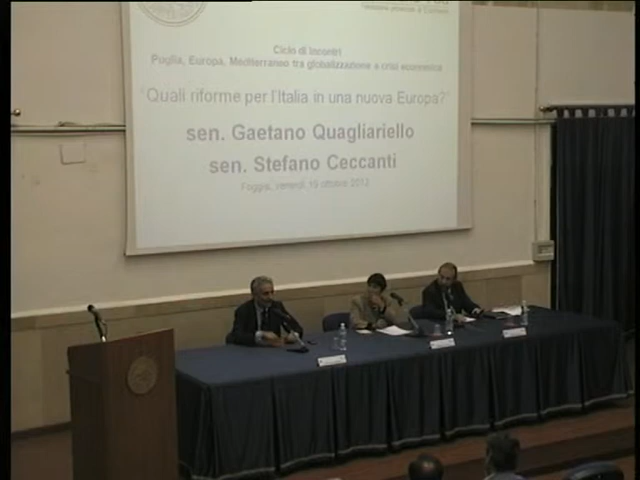 Ciclo di Incontri
Puglia, Europa, Mediterraneo tra globalizzazione e crisi economica
"Quali riforme per l'Italia in una nuova Europa?"
sen. Gaetano Quagliariello
sen. Stefano Ceccanti
Foggia, venerdì, 19 ottobre 2012